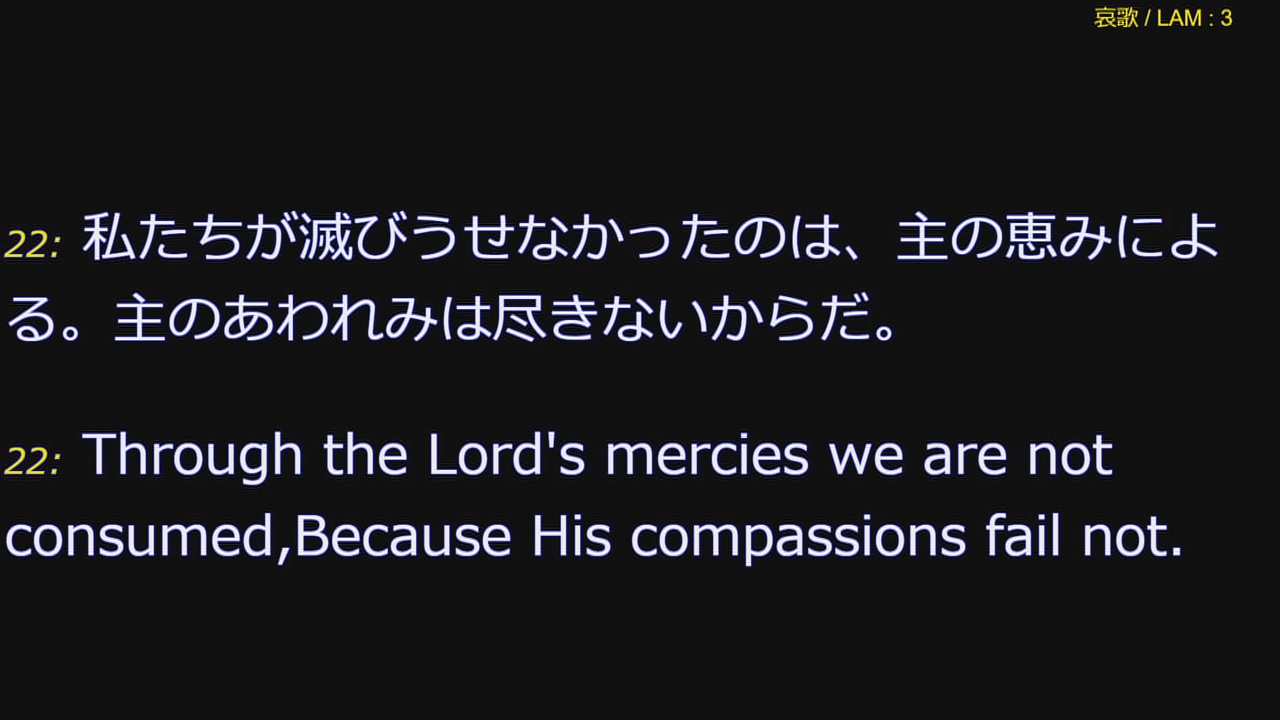 哀歌 / LAM : 3
22: 私たちが滅びうせなかったのは、主の恵みによ
る。主のあわれみは尽きないからだ。
22: Through the Lord's mercies we are not
consumed,Because His compassions fail not.